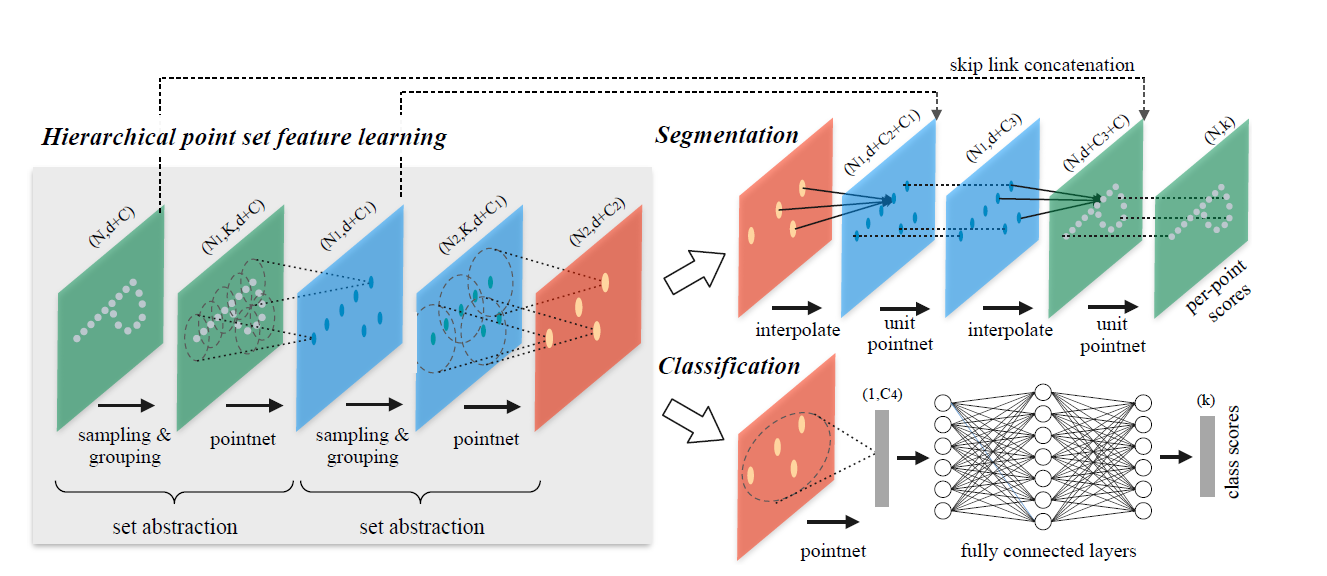 skip link concatenation
Hierarchical point set feature learning
(N,d+C)
(N1,K,d+C)
(N1,d+C1)
(N2,K,d+C1)
(N2,d+C2)
sampling &
grouping
pointnet
sampling &
grouping
pointnet
set abstraction
set abstraction
Segmentation
(N1,d+C2+C1)
(N1,d+C3)
(N,d+C3+C)
(N,k)
interpolate
unit
pointnet
interpolate
unit
pointnet
per-point
scores
Classification
(1,C4)
(k)
class scores
pointnet
fully connected layers